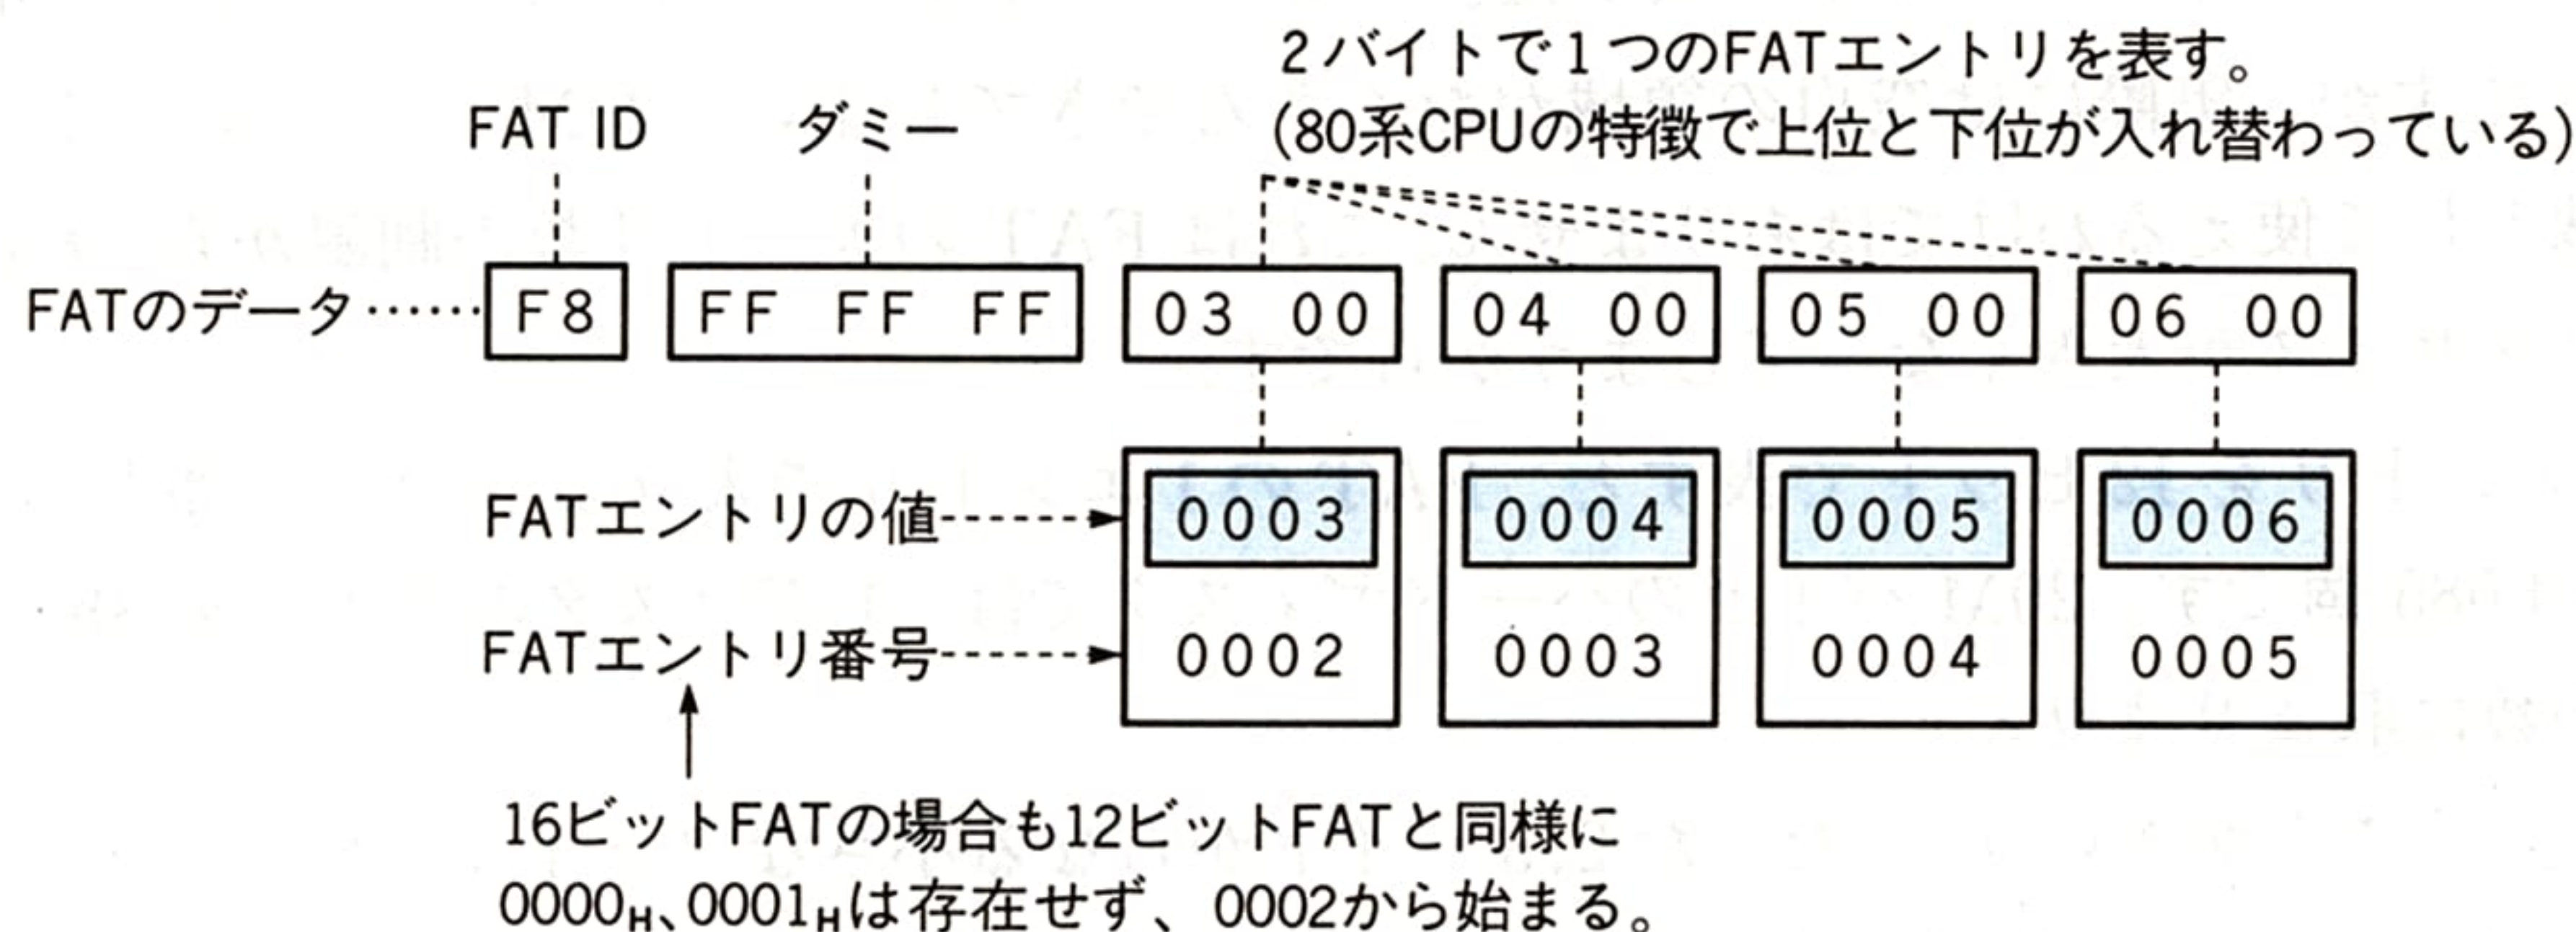 2バイトで1つのFATエントリを表す。
(80系CPUの特徴で上位と下位が入れ替わっている)
FAT ID
ダミー
FATのデータ……
F8
FF FF FF
03 00
04 00
05 00
06 00
FATエントリの値
0003
0004
0005
0006
FATエントリ番号
0002
0003
0004
0005
16ビットFATの場合も12ビットFATと同様に
0000H、0001Hは存在せず、0002から始まる。